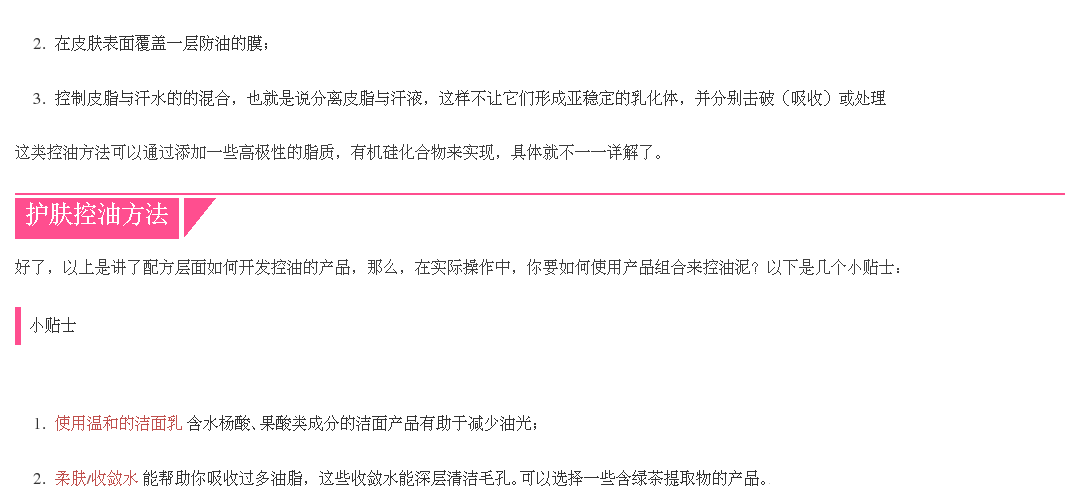 2. 在皮肤表面覆盖一层防油的膜；
3. 控制皮脂与汗水的的混合，也就是说分离皮脂与汗液，这样不让它们形成亚稳定的乳化体，并分别击破（吸收）或处理
这类控油方法可以通过添加一些高极性的脂质，有机硅化合物来实现，具体就不一一详解了。
护肤控油方法
好了，以上是讲了配方层面如何开发控油的产品，那么，在实际操作中，你要如何使用产品组合来控油泥？以下是几个小贴士：
小贴士
1. 使用温和的洁面乳 含水杨酸、果酸类成分的洁面产品有助于减少油光；
2. 柔肤/收敛水 能帮助你吸收过多油脂，这些收敛水能深层清洁毛孔。可以选择一些含绿茶提取物的产品。